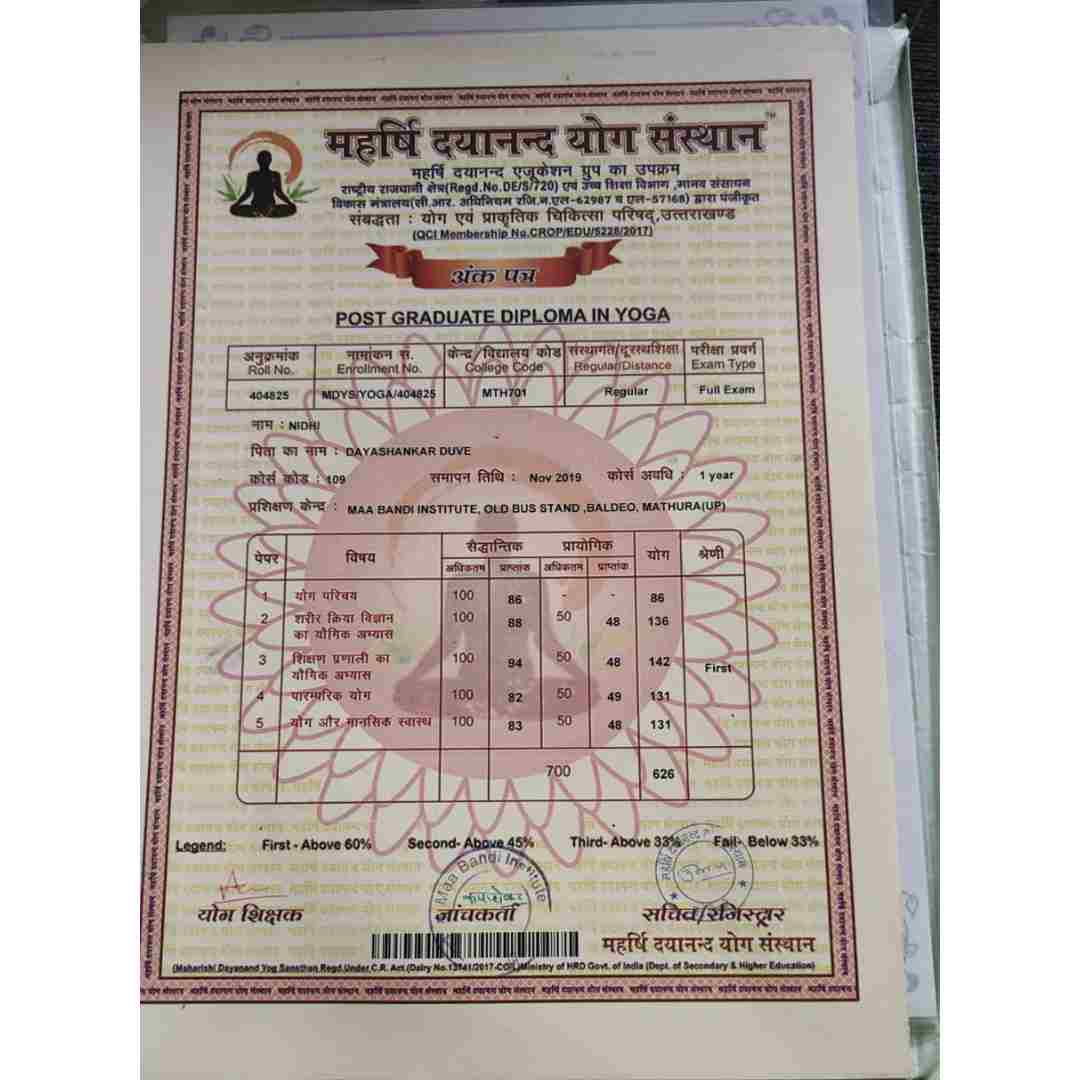 महर्षि दयानन्द योग संस्थान™
महर्षि दयानन्द एजूकेशन ग्रुप का उपक्रम
राष्ट्रीय राजधानी क्षेत्र(Regd.No.DE/S/720) एवं उच्च शिक्षा विभाग ,मानव संसाधन
विकास मंत्रालय(सी.आर. अधिनियम रजि.न.एल-62987 व एल-57168) द्वारा पंजीकृत
संबद्धता : योग एवं प्राकृतिक चिकित्सा परिषद्,उत्तराखण्ड
(QCI Membership No.CROP/EDU/5228/2017)
अंक पत्र
POST GRADUATE DIPLOMA IN YOGA
अनुक्रमांक नामांकन स. केन्द्र/विद्यालय कोड संस्थागत/दूरस्थशिक्षा परीक्षा प्रवर्ग
Roll No. Enrollment No. College Code Regular/Distance Exam Type
404825 MDYS/YOGA/404825 MTH701 Regular Full Exam
नाम : NIDHI
पिता का नाम : DAYASHANKAR DUVE
कोर्स कोड : 109 समापन तिथि : Nov 2019 कोर्स अवधि : 1 year
प्रशिक्षण केन्द्र : MAA BANDI INSTITUTE, OLD BUS STAND ,BALDEO, MATHURA(UP)
पेपर विषय सैद्धान्तिक प्रायोगिक योग श्रेणी
अधिकतम प्राप्तांक अधिकतम प्राप्तांक
1 योग परिचय 100 86 - - 86
2 शरीर क्रिया विज्ञान 100 88 50 48 136
का यौगिक अभ्यास
3 शिक्षण प्रणाली का 100 94 50 48 142 First
यौगिक अभ्यास
4 पारम्परिक योग 100 82 50 49 131
5 योग और मानसिक स्वास्थ 100 83 50 48 131
700 626
Legend: First - Above 60% Second- Above 45% Third- Above 33% Fail- Below 33%
Maa Bandi Institute
योग शिक्षक जांचकर्ता सचिव/रजिस्ट्रार
महर्षि दयानन्द योग संस्थान
(Maharishi Dayanand Yog Sansthan Regd.Under C.R. Act.(Dairy No.13141/2017-CO/L)Ministry of HRD Govt. of India (Dept. of Secondary & Higher Education)